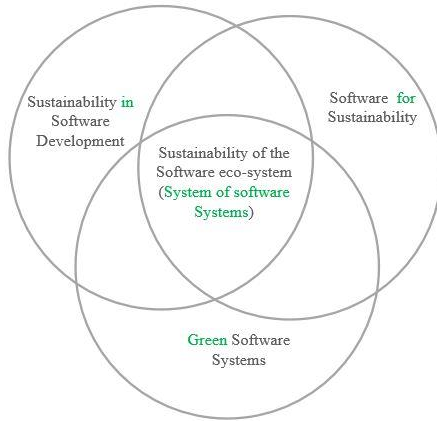 Sustainability in
Software
Development
Software for
Sustainability
Sustainability of the
Software eco-system
(System of software
Systems)
Green Software
Systems